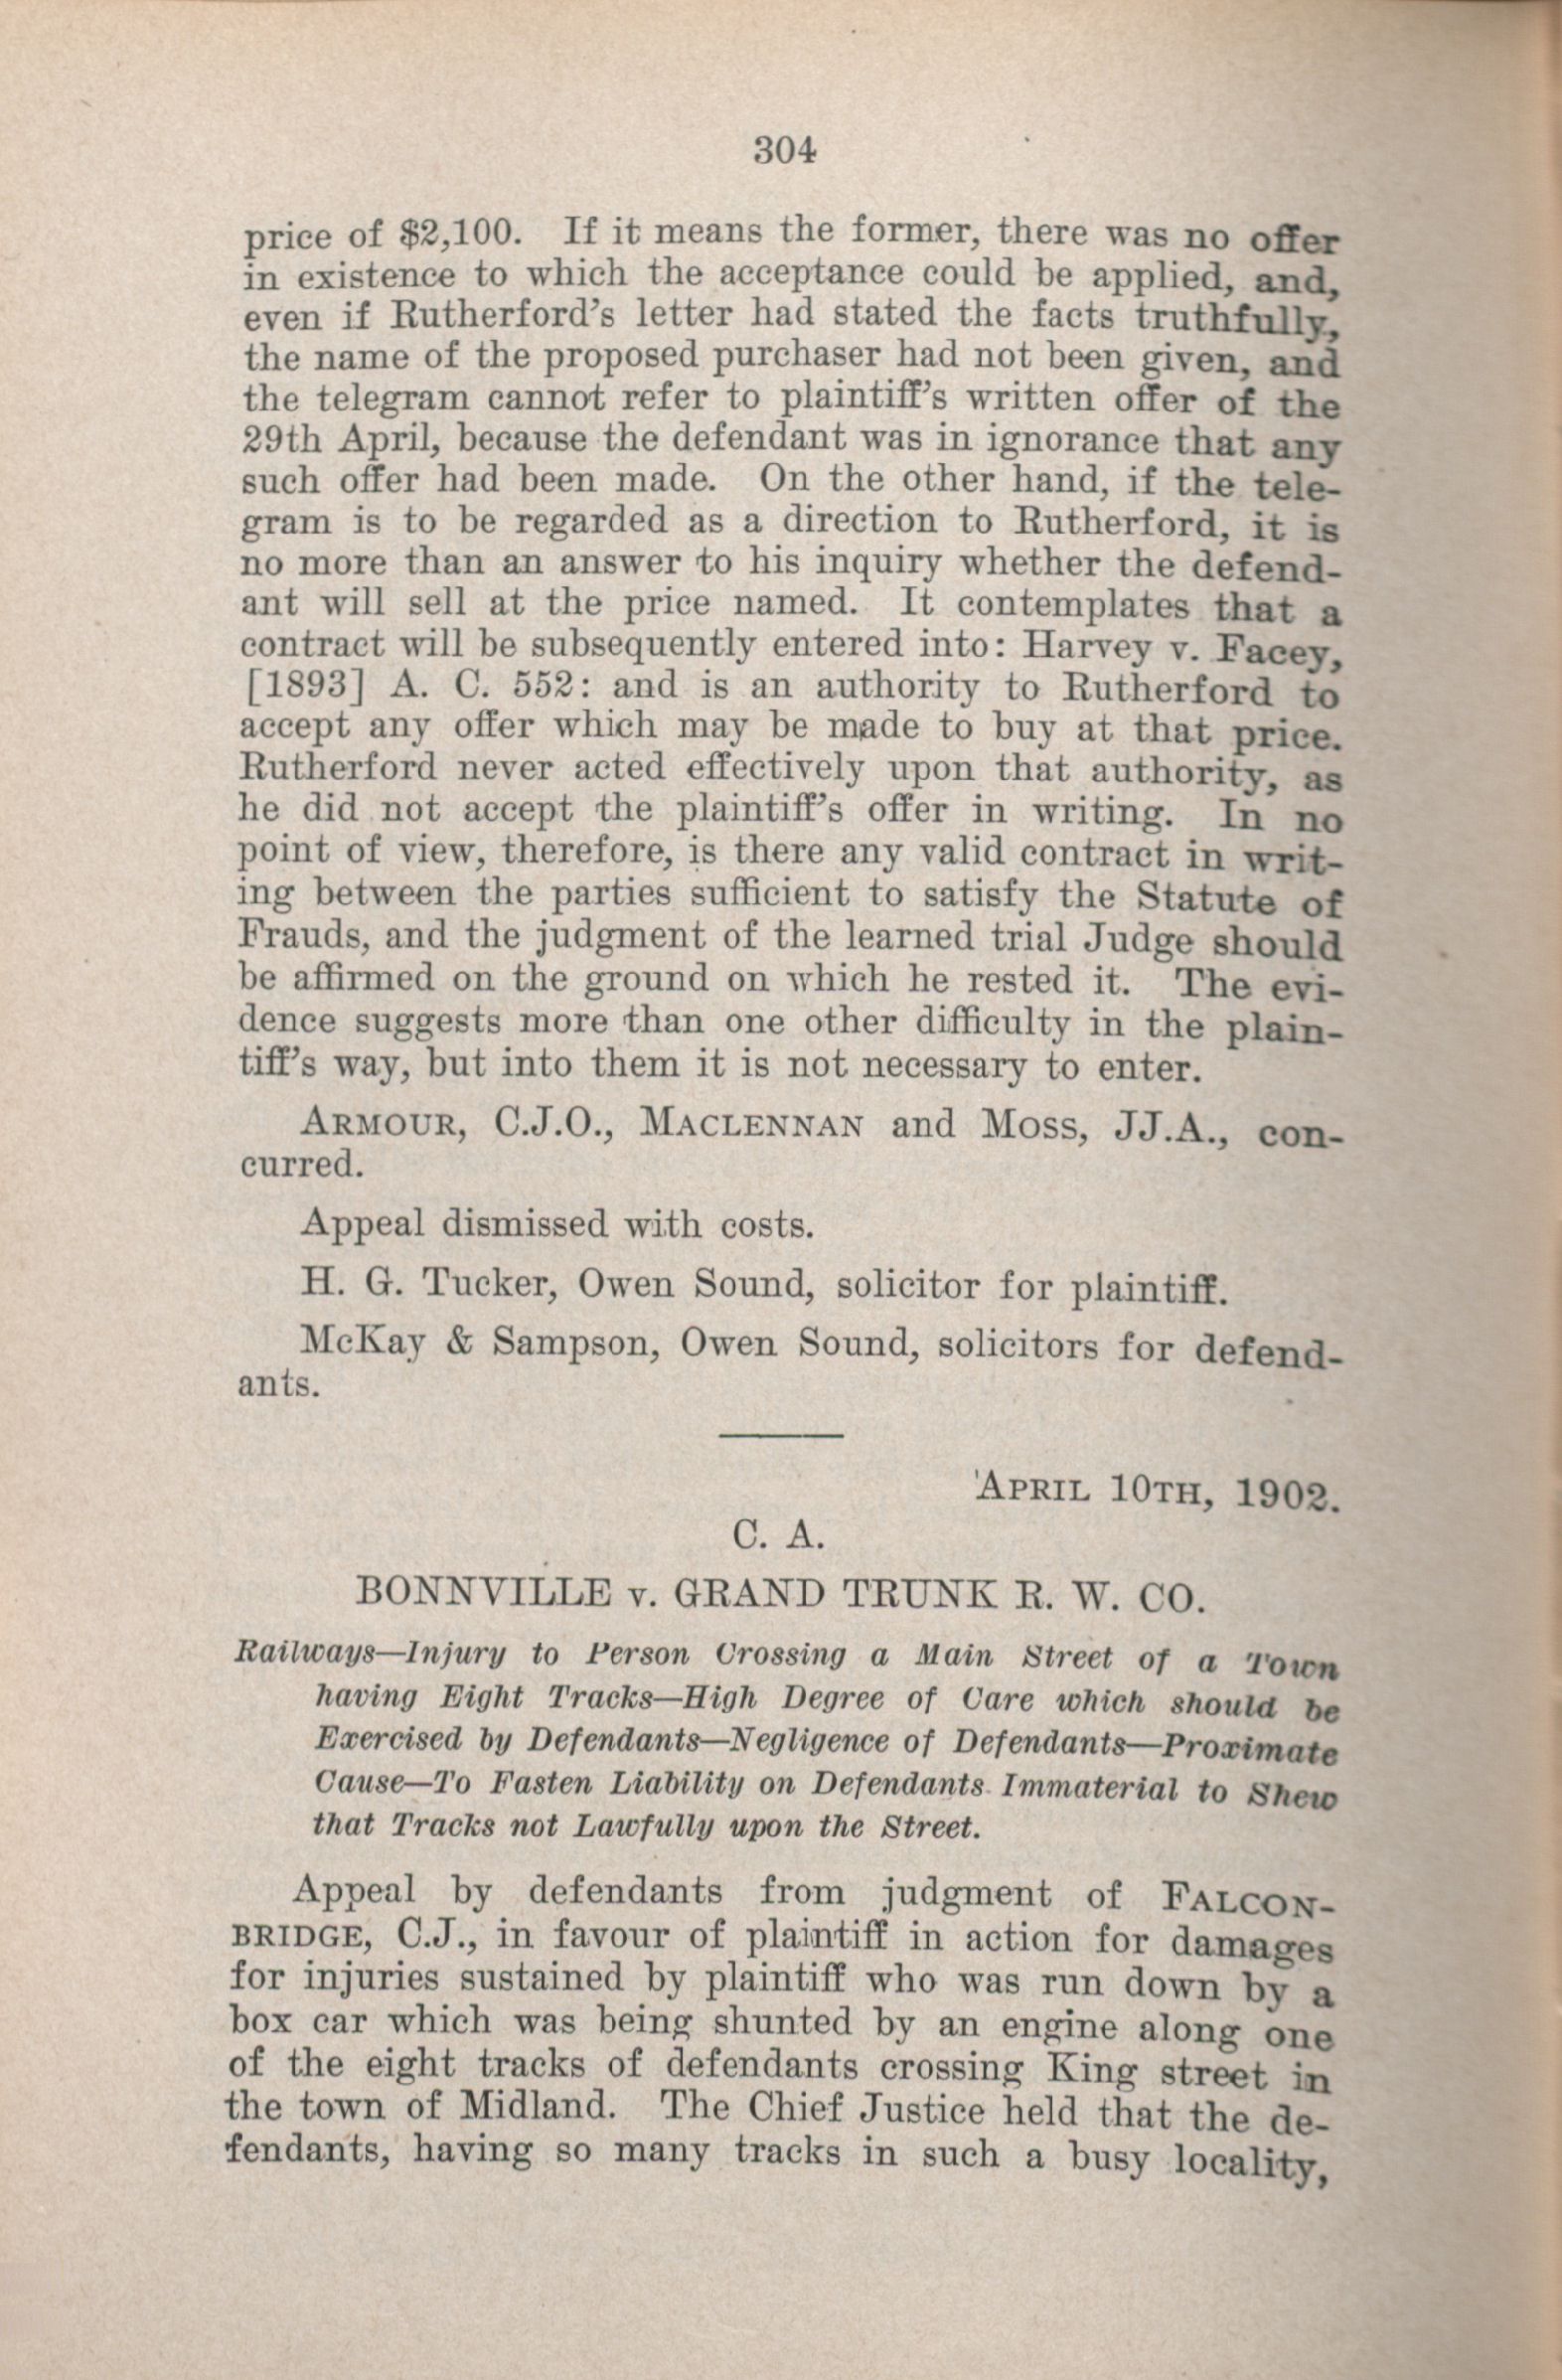 304
price of $2,100. If it means the former, there was no offer
in existence to which the acceptance could be applied, and,
even if Rutherford's letter had stated the facts truthfully,
the name of the proposed purchaser had not been given, and
the telegram cannot refer to plaintiff's written offer of the
29th April, because the defendant was in ignorance that any
such offer had been made. On the other hand, if the tele-
gram is to be regarded as a direction to Rutherford, it is
no more than an answer to his inquiry whether the defend-
ant will sell at the price named. It contemplates that a
contract will be subsequently entered into: Harvey v. Facey,
[1893] A. C. 552: and is an authority to Rutherford to
accept any offer which may be made to buy at that price.
Rutherford never acted effectively upon that authority, as
he did not accept the plaintiff's offer in writing. In no
point of view, therefore, is there any valid contract in writ-
ing between the parties sufficient to satisfy the Statute of
Frauds, and the judgment of the learned trial Judge should
be affirmed on the ground on which he rested it. The evi-
dence suggests more than one other difficulty in the plain-
tiff's way, but into them it is not necessary to enter.
ARMOUR, C.J.O., MACLENNAN and MOSS, JJ.A., con-
curred.
Appeal dismissed with costs.
H. G. Tucker, Owen Sound, solicitor for plaintiff.
McKay & Sampson, Owen Sound, solicitors for defend-
ants.
APRIL 10TH, 1902.
C. A.
BONNVILLE v. GRAND TRUNK R. W. CO.
Railways—Injury to Person Crossing a Main Street of a Town
having Eight Tracks—High Degree of Care which should be
Exercised by Defendants—Negligence of Defendants—Proximate
Cause—To Fasten Liability on Defendants Immaterial to Shew
that Tracks not Lawfully upon the Street.
Appeal by defendants from judgment of FALCON-
BRIDGE, C.J., in favour of plaintiff in action for damages
for injuries sustained by plaintiff who was run down by a
box car which was being shunted by an engine along one
of the eight tracks of defendants crossing King street in
the town of Midland. The Chief Justice held that the de-
fendants, having so many tracks in such a busy locality,